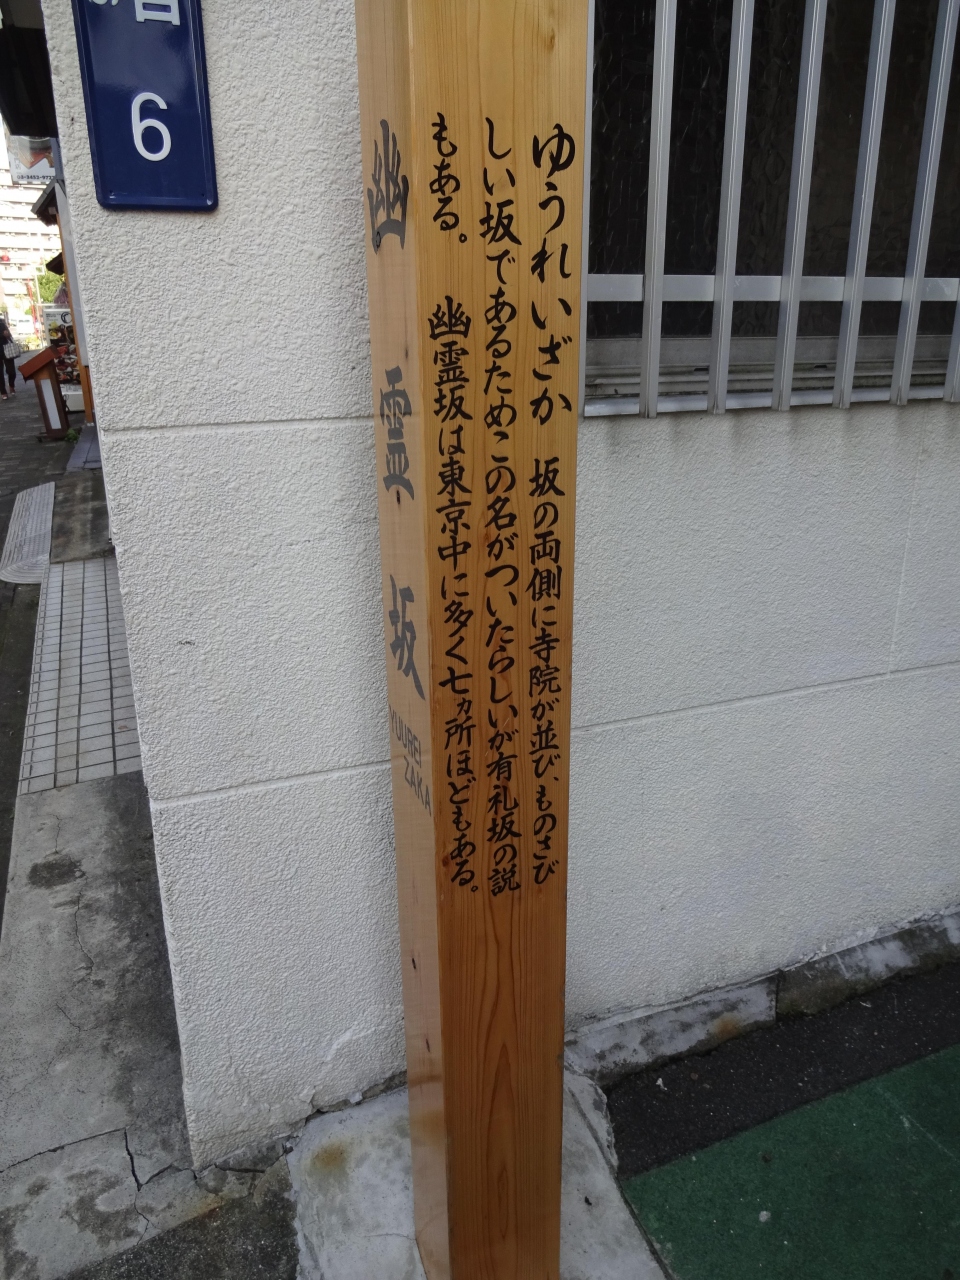 ゆうれいざか 坂の両側に寺院が並び、ものさび
しい坂であるためこの名がついたらしいが有礼坂の説
もある。 幽霊坂は東京中に多く七ヵ所ほどもある。
幽霊坂
YUUREI
ZAKA
6